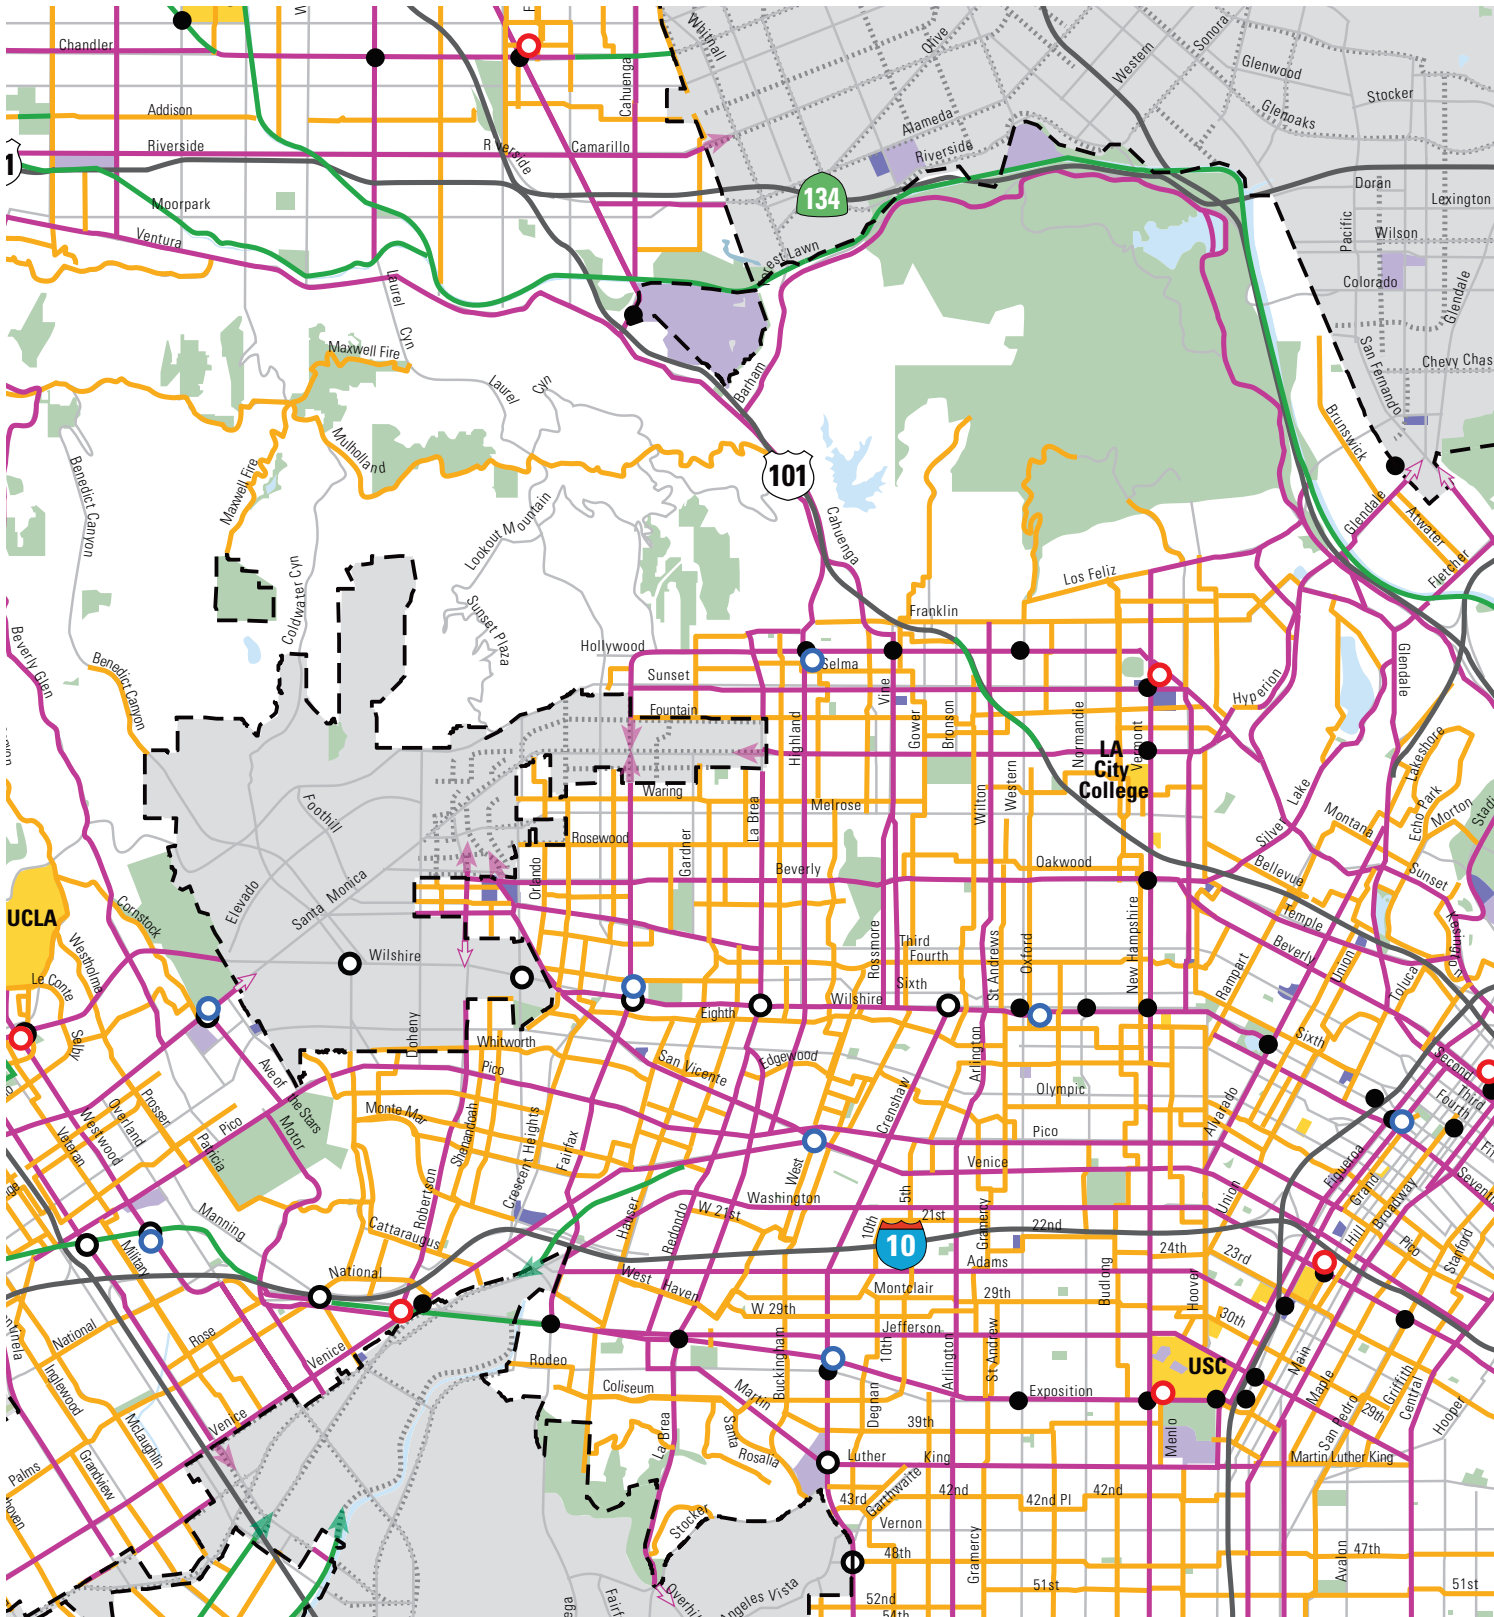 Chandler
Cahuenga
Whitnall
Olive
Western
Sonora
Glenwood
Stocker
Glenoaks
Addison
Riverside
Riverside
Camarillo
Alameda
Riverside
134
Doran
Lexington
Pacific
Wilson
Colorado
Glendale
Moorpark
Ventura
Laurel
Cyn
Forest Lawn
San Fernando
Chevy Chas
Maxwell Fire
Laurel
Cyn
Barham
Brunswick
Mulholland
Maxwell Fire
Benedict Canyon
101
Cahuenga
Lookout Mountain
Glendale
Atwater
Fletcher
Coldwater Cyn
Sunset Plaza
Los Feliz
Franklin
Beverly Glen
Benedict Canyon
Hollywood
Selma
Sunset
Fountain
Vine
Highland
Gower
Bronson
Normandie
Vermont
Hyperion
Glendale
LA
City
College
Lakeshore
Foothill
Waring
La Brea
Melrose
Wilton
Western
Silver
Lake
Montana
Echo Park
Morton
Stadi
Rosewood
Gardner
Orlando
Beverly
Oakwood
Bellevue
Sunset
UCLA
Elevado
Santa Monica
Cornstock
Wilshire
Westholme
Le Conte
Selby
Rossmore
Third
Fourth
Sixth
Wilshire
Eighth
St Andrews
Oxford
New Hampshire
Temple
Beverly
Kensington
Rampart
Union
Toluca
Doheny
Whitworth
Pico
San Vicente
Edgewood
Crenshaw
Arlington
Olympic
Sixth
Second
Third
Fourth
Ave of
the Stars
Motor
Prosser
Overland
Westwood
Veteran
Pico
Patricia
Monte Mar
Shenandoah
Crescent Heights
Fairfax
Robertson
Pico
Alvarado
Venice
West
Washington
5th
Figueroa
Grand
Broadway
Seventh
Manning
Military
Cattaraugus
Hauser
Redondo
W 21st
10th
21st
Gramercy
22nd
Union
Hill
Pico
Stanford
10
National
West Haven
Adams
24th
23rd
Montclair
Budlong
Hoover
W 29th
29th
30th
National
Rose
Venice
Jefferson
Rodeo
Buckingham
10th
Arlington
St Andrew
USC
Main
Maple
Inglewood
Coliseum
Martin
Exposition
Griffith
Central
San Pedro
29th
Hooper
Venice
McLaughlin
Palms
Grandview
La Brea
Santa
Rosalia
Degnan
39th
Menlo
Luther
King
Martin Luther King
43rd
Garthwaite
42nd
42nd Pl
42nd
Stocker
Vernon
48th
Gramercy
47th
Avalon
51st
51st
Angeles Vista
52nd
54th